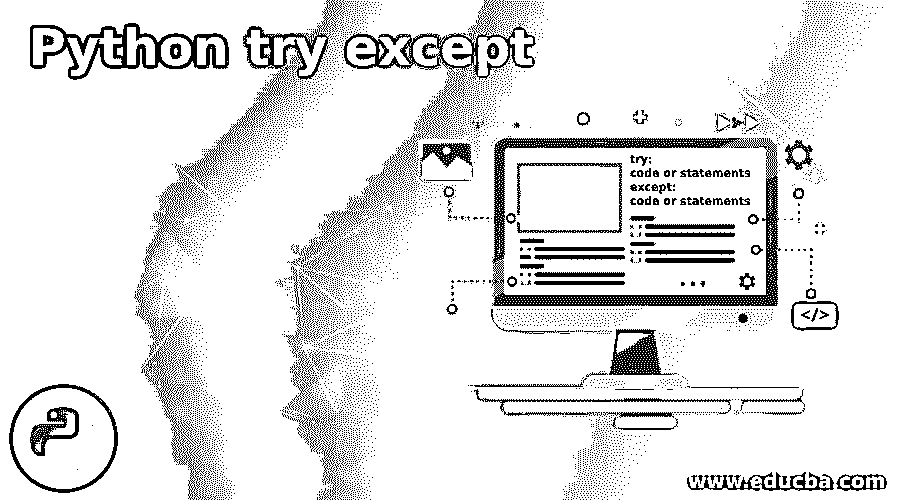 Python try except
try:
code or statements
except:
code or statements
</>
www.educba.com